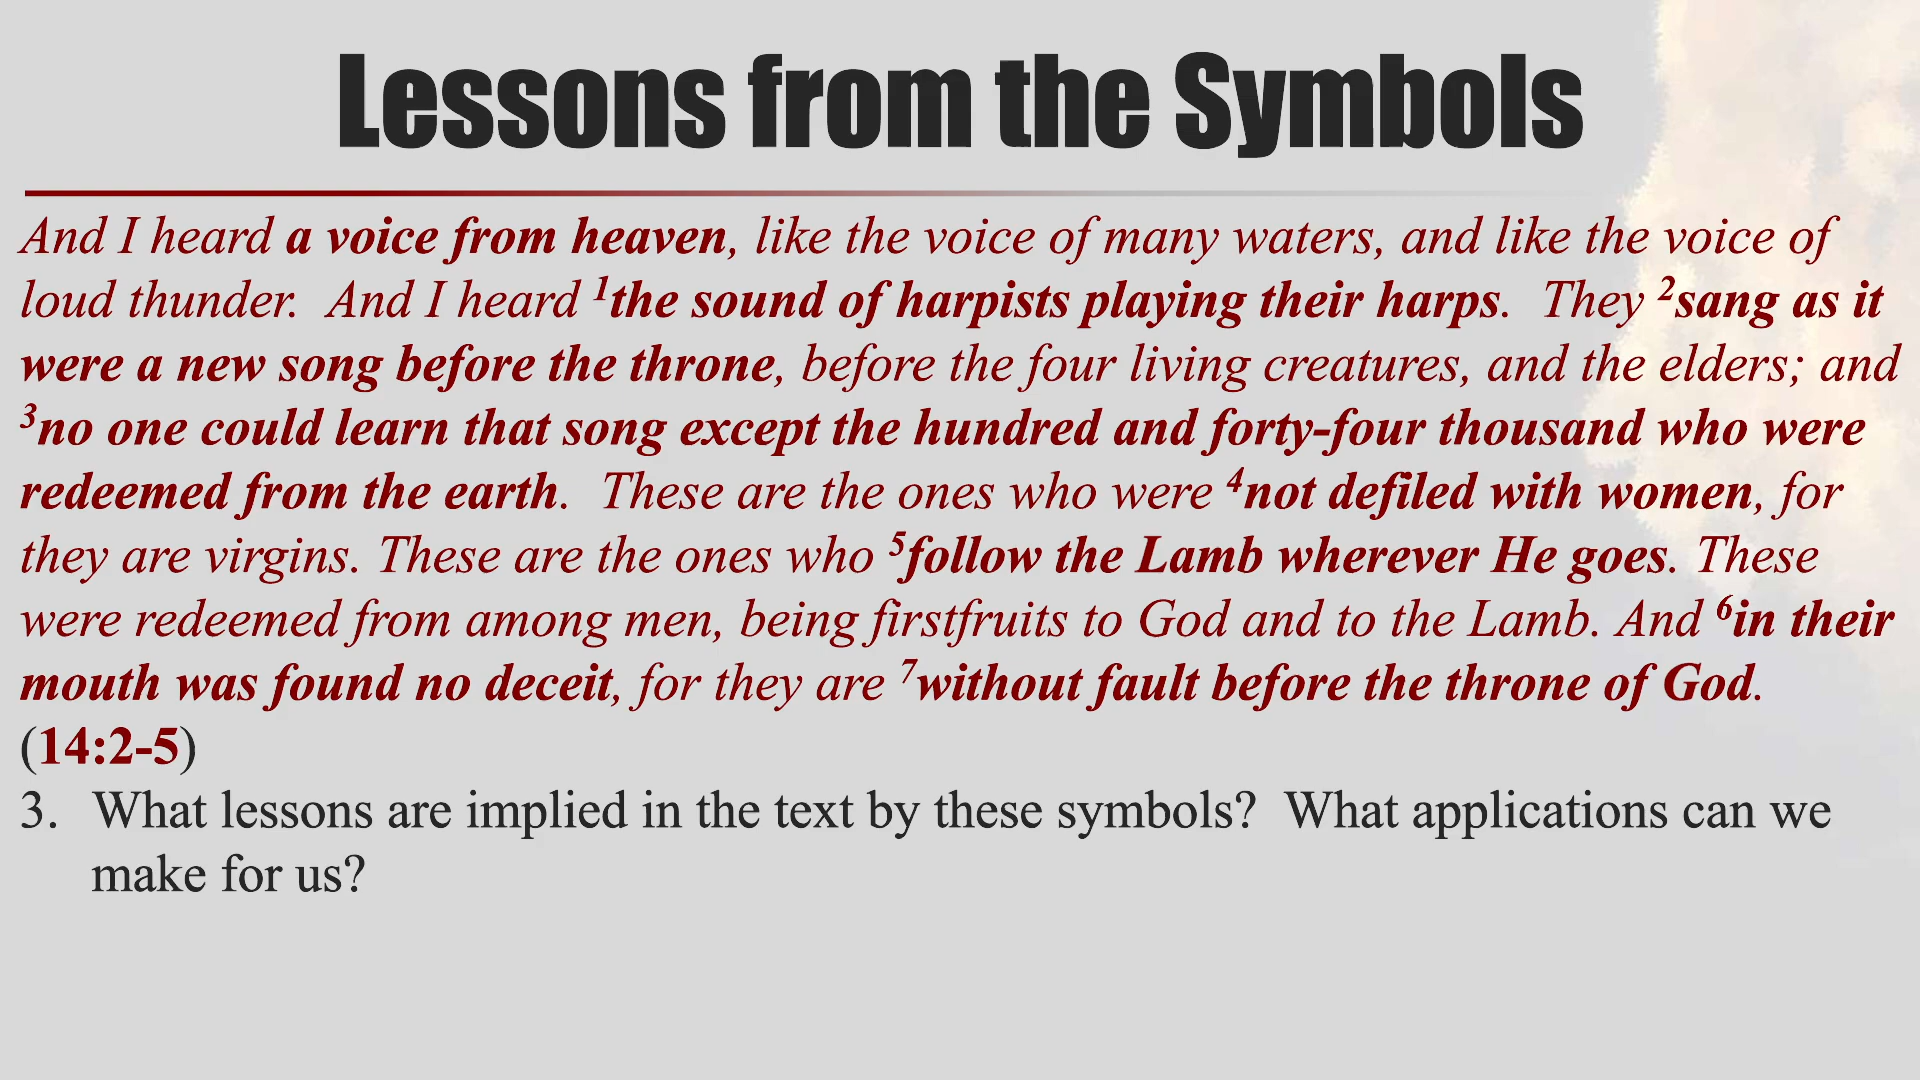 Lessons from the Symbols
And I heard a voice from heaven, like the voice of many waters, and like the voice of
loud thunder.  And I heard ¹the sound of harpists playing their harps.  They ²sang as it
were a new song before the throne, before the four living creatures, and the elders; and
³no one could learn that song except the hundred and forty-four thousand who were
redeemed from the earth.  These are the ones who were ⁴not defiled with women, for
they are virgins. These are the ones who ⁵follow the Lamb wherever He goes. These
were redeemed from among men, being firstfruits to God and to the Lamb. And ⁶in their
mouth was found no deceit, for they are ⁷without fault before the throne of God.
(14:2-5)
3. What lessons are implied in the text by these symbols?  What applications can we
make for us?